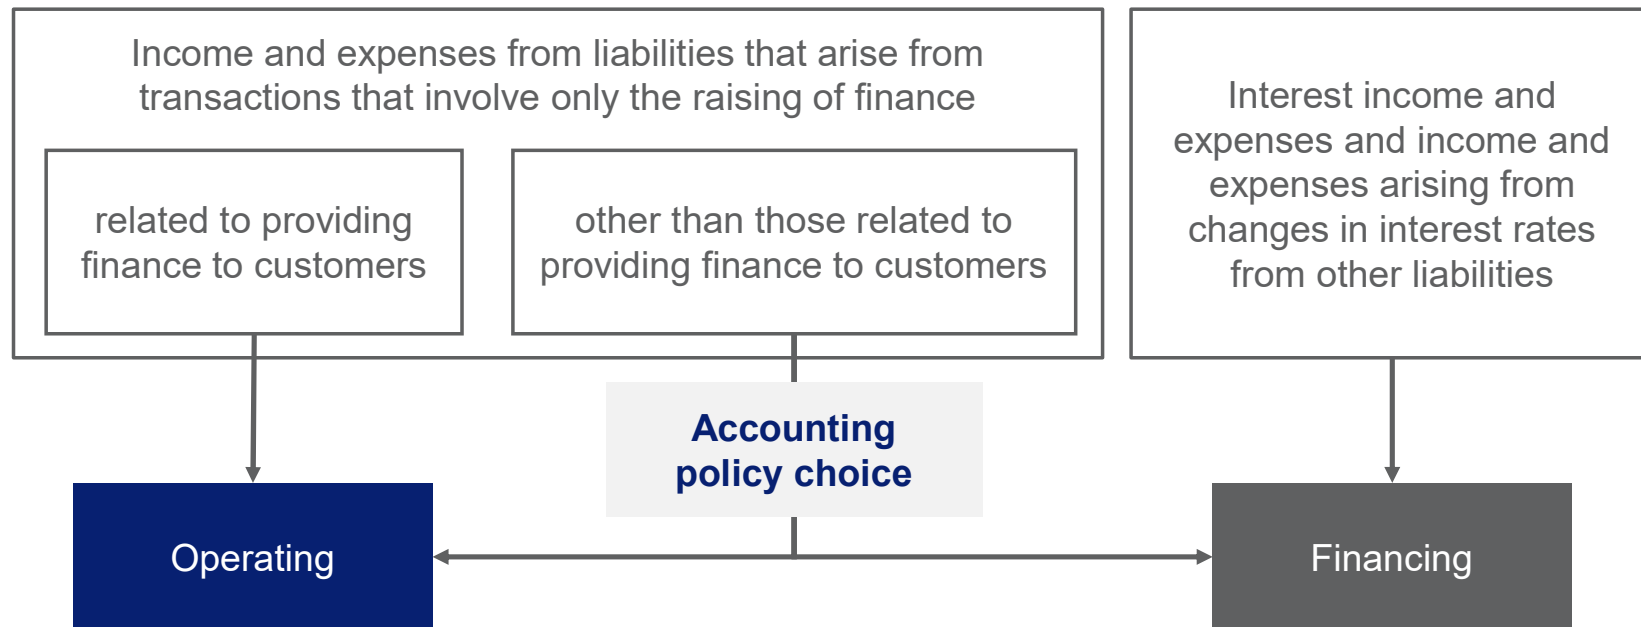 Income and expenses from liabilities that arise from
transactions that involve only the raising of finance
related to providing
finance to customers
other than those related to
providing finance to customers
Interest income and
expenses and income and
expenses arising from
changes in interest rates
from other liabilities
Accounting
policy choice
Operating
Financing